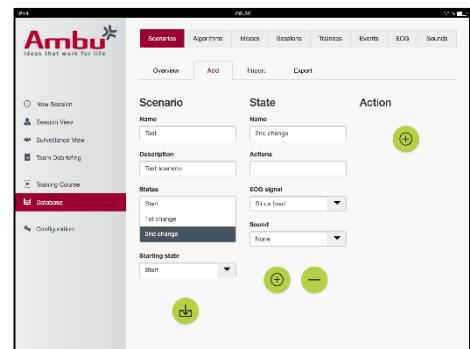 iPad
08.30
Ambu
Ideas that work for life
Scenarios
Algorithms
Modes
Sessions
Trainees
Events
ECG
Sounds
Overview
Add
Import
Export
New Session
Session View
Surveillance View
Team Debriefing
Training Course
Database
Configuration
Scenario
State
Action
Name
Test
Name
2nd change
Description
Test scenario
Actions
States
Start
1st change
2nd change
ECG signal
Sinus beat
Sound
None
Starting state
Start